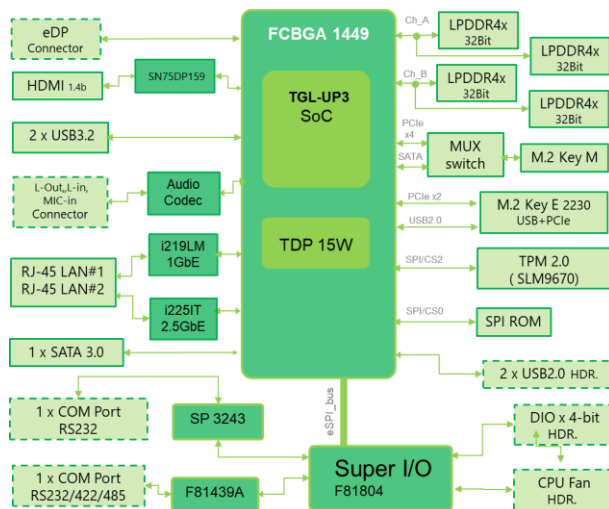 eDP
Connector
HDMI 1.4b
SN75DP159
2 x USB3.2
L-Out,,L-in,
MIC-in
Connector
Audio
Codec
RJ-45 LAN#1
RJ-45 LAN#2
i219LM
1GbE
i225IT
2.5GbE
1 x SATA 3.0
1 x COM Port
RS232
SP 3243
1 x COM Port
RS232/422/485
F81439A
FCBGA 1449
TGL-UP3
SoC
TDP 15W
eSPI_bus
Super I/O
F81804
Ch_A
LPDDR4x
32Bit
LPDDR4x
32Bit
Ch_B
LPDDR4x
32Bit
LPDDR4x
32Bit
PCIe
x4
SATA
MUX
switch
M.2 Key M
PCIe x2
USB2.0
M.2 Key E 2230
USB+PCIe
SPI/CS2
TPM 2.0
( SLM9670)
SPI/CS0
SPI ROM
2 x USB2.0 HDR.
DIO x 4-bit
HDR.
CPU Fan
HDR.